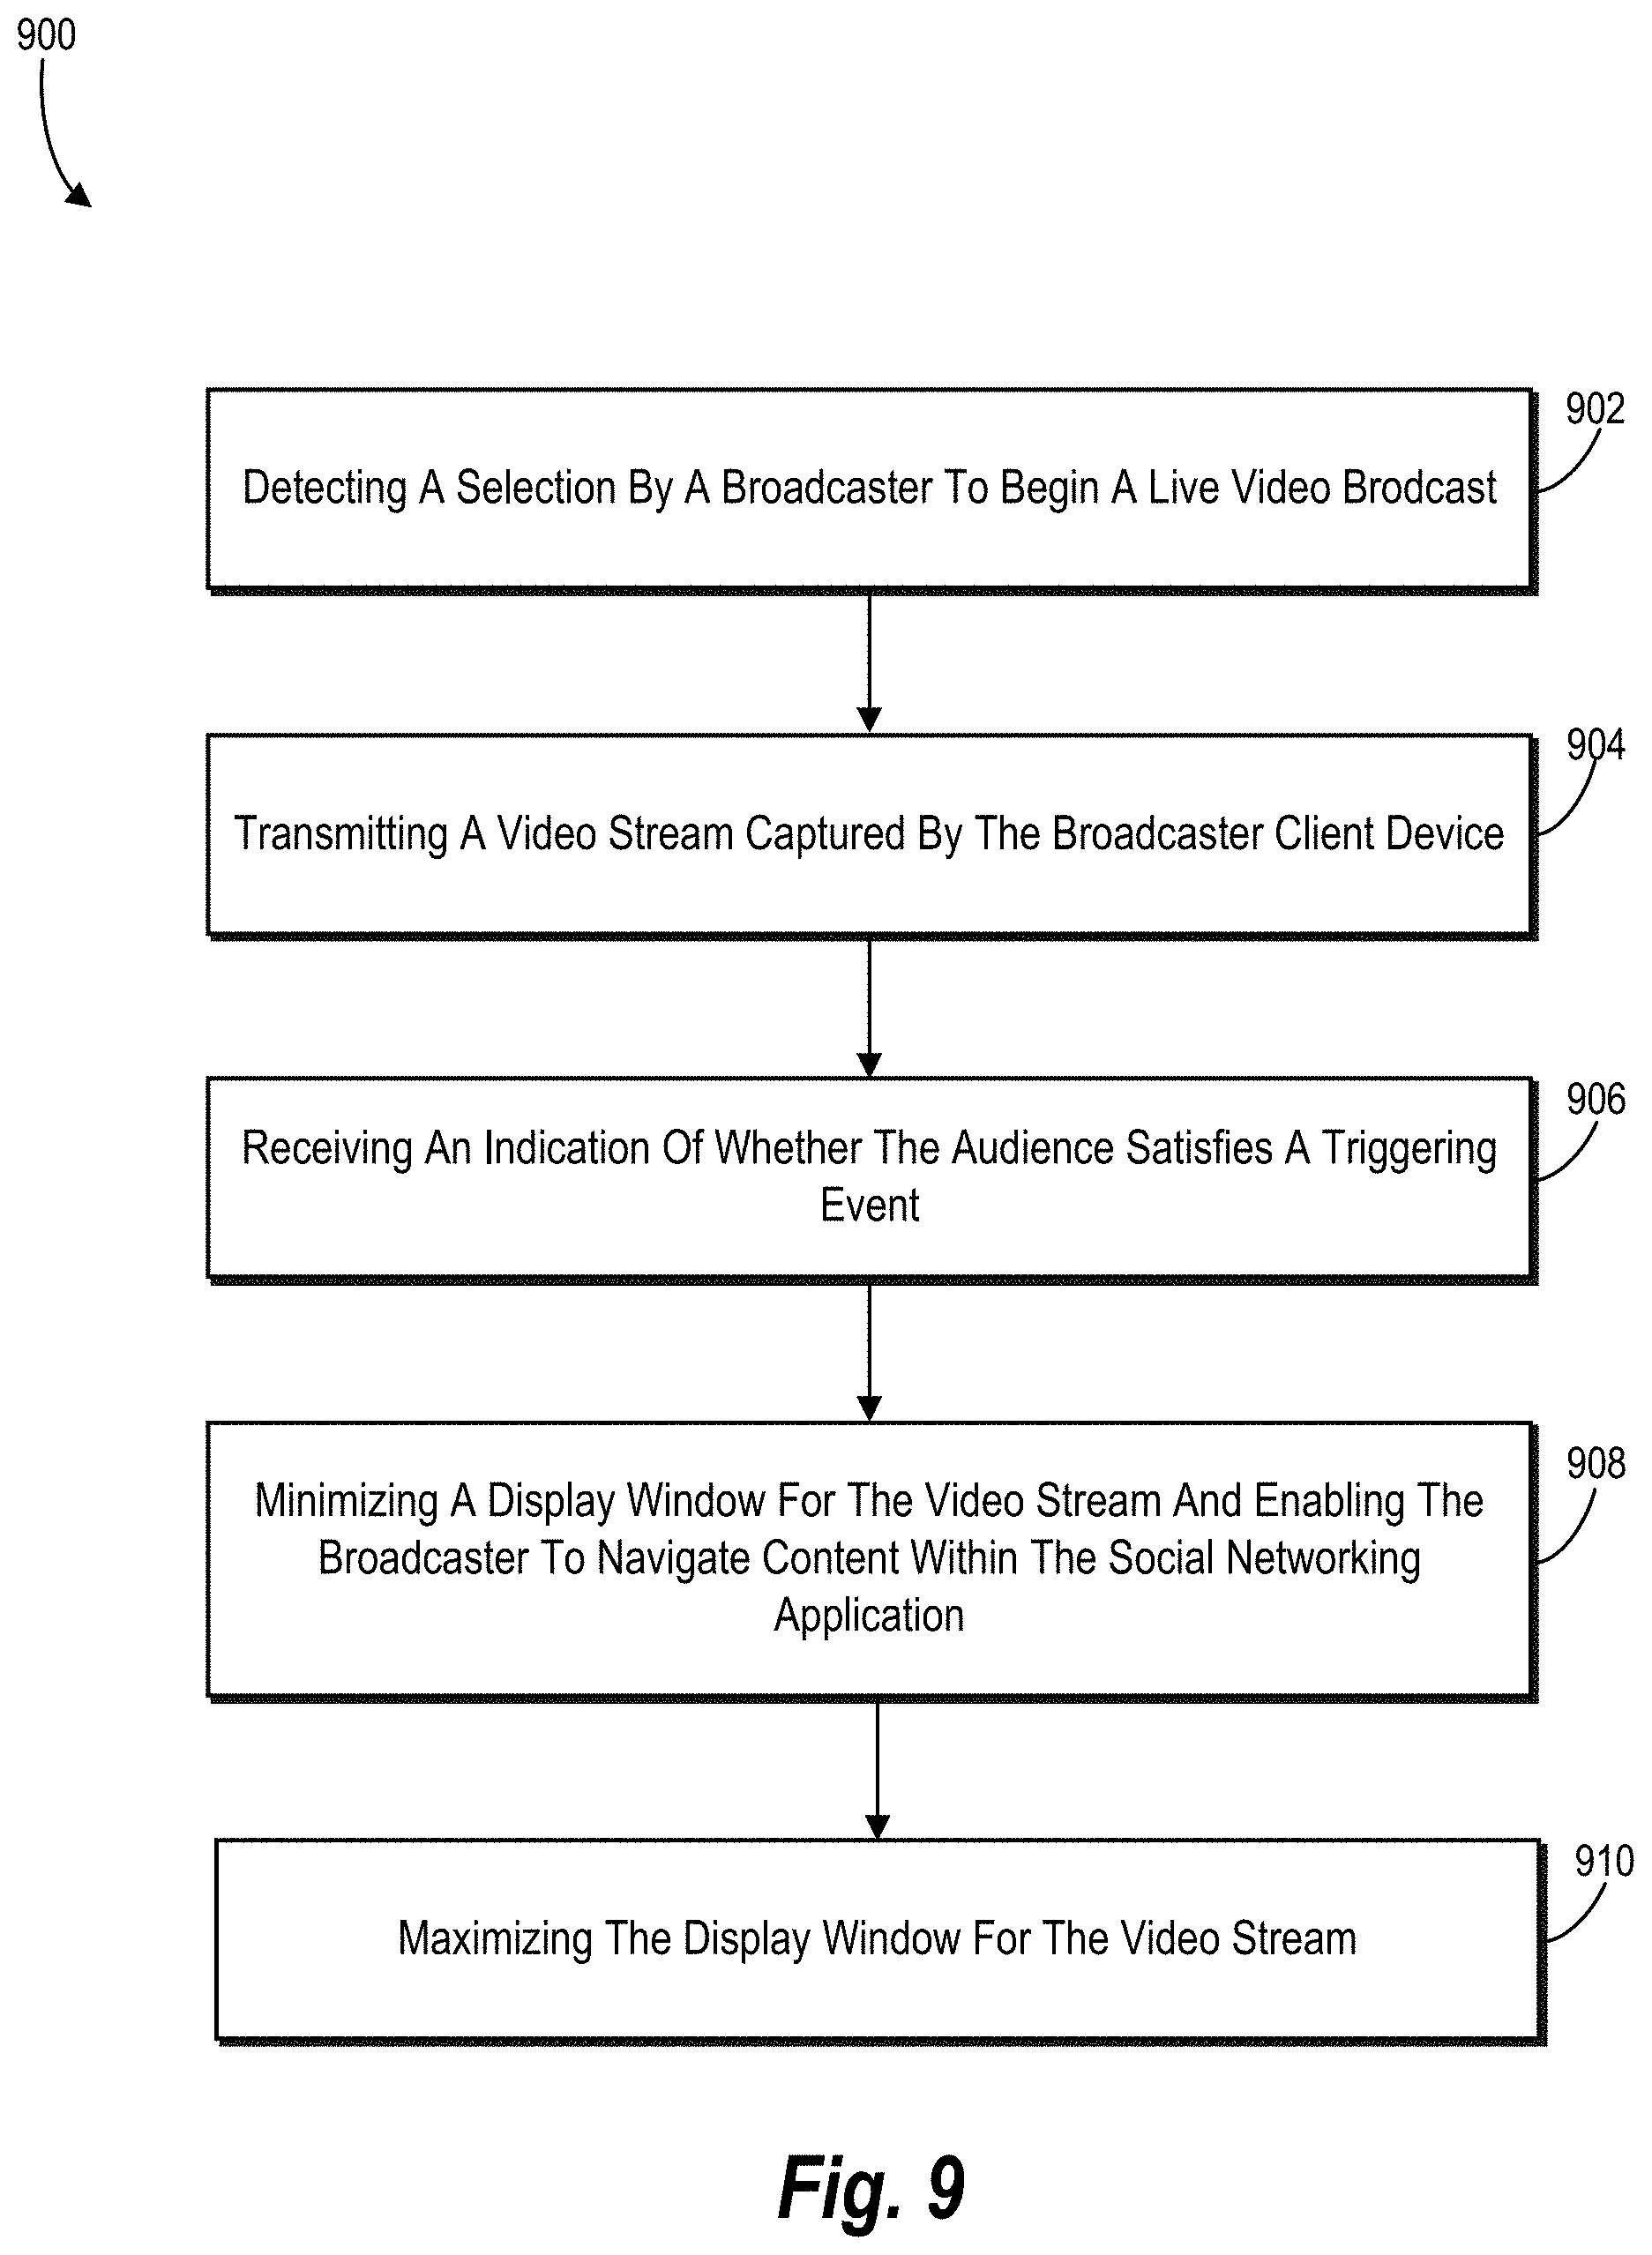 900
902
Detecting A Selection By A Broadcaster To Begin A Live Video Brodcast
904
Transmitting A Video Stream Captured By The Broadcaster Client Device
906
Receiving An Indication Of Whether The Audience Satisfies A Triggering
Event
908
Minimizing A Display Window For The Video Stream And Enabling The
Broadcaster To Navigate Content Within The Social Networking
Application
910
Maximizing The Display Window For The Video Stream
Fig. 9